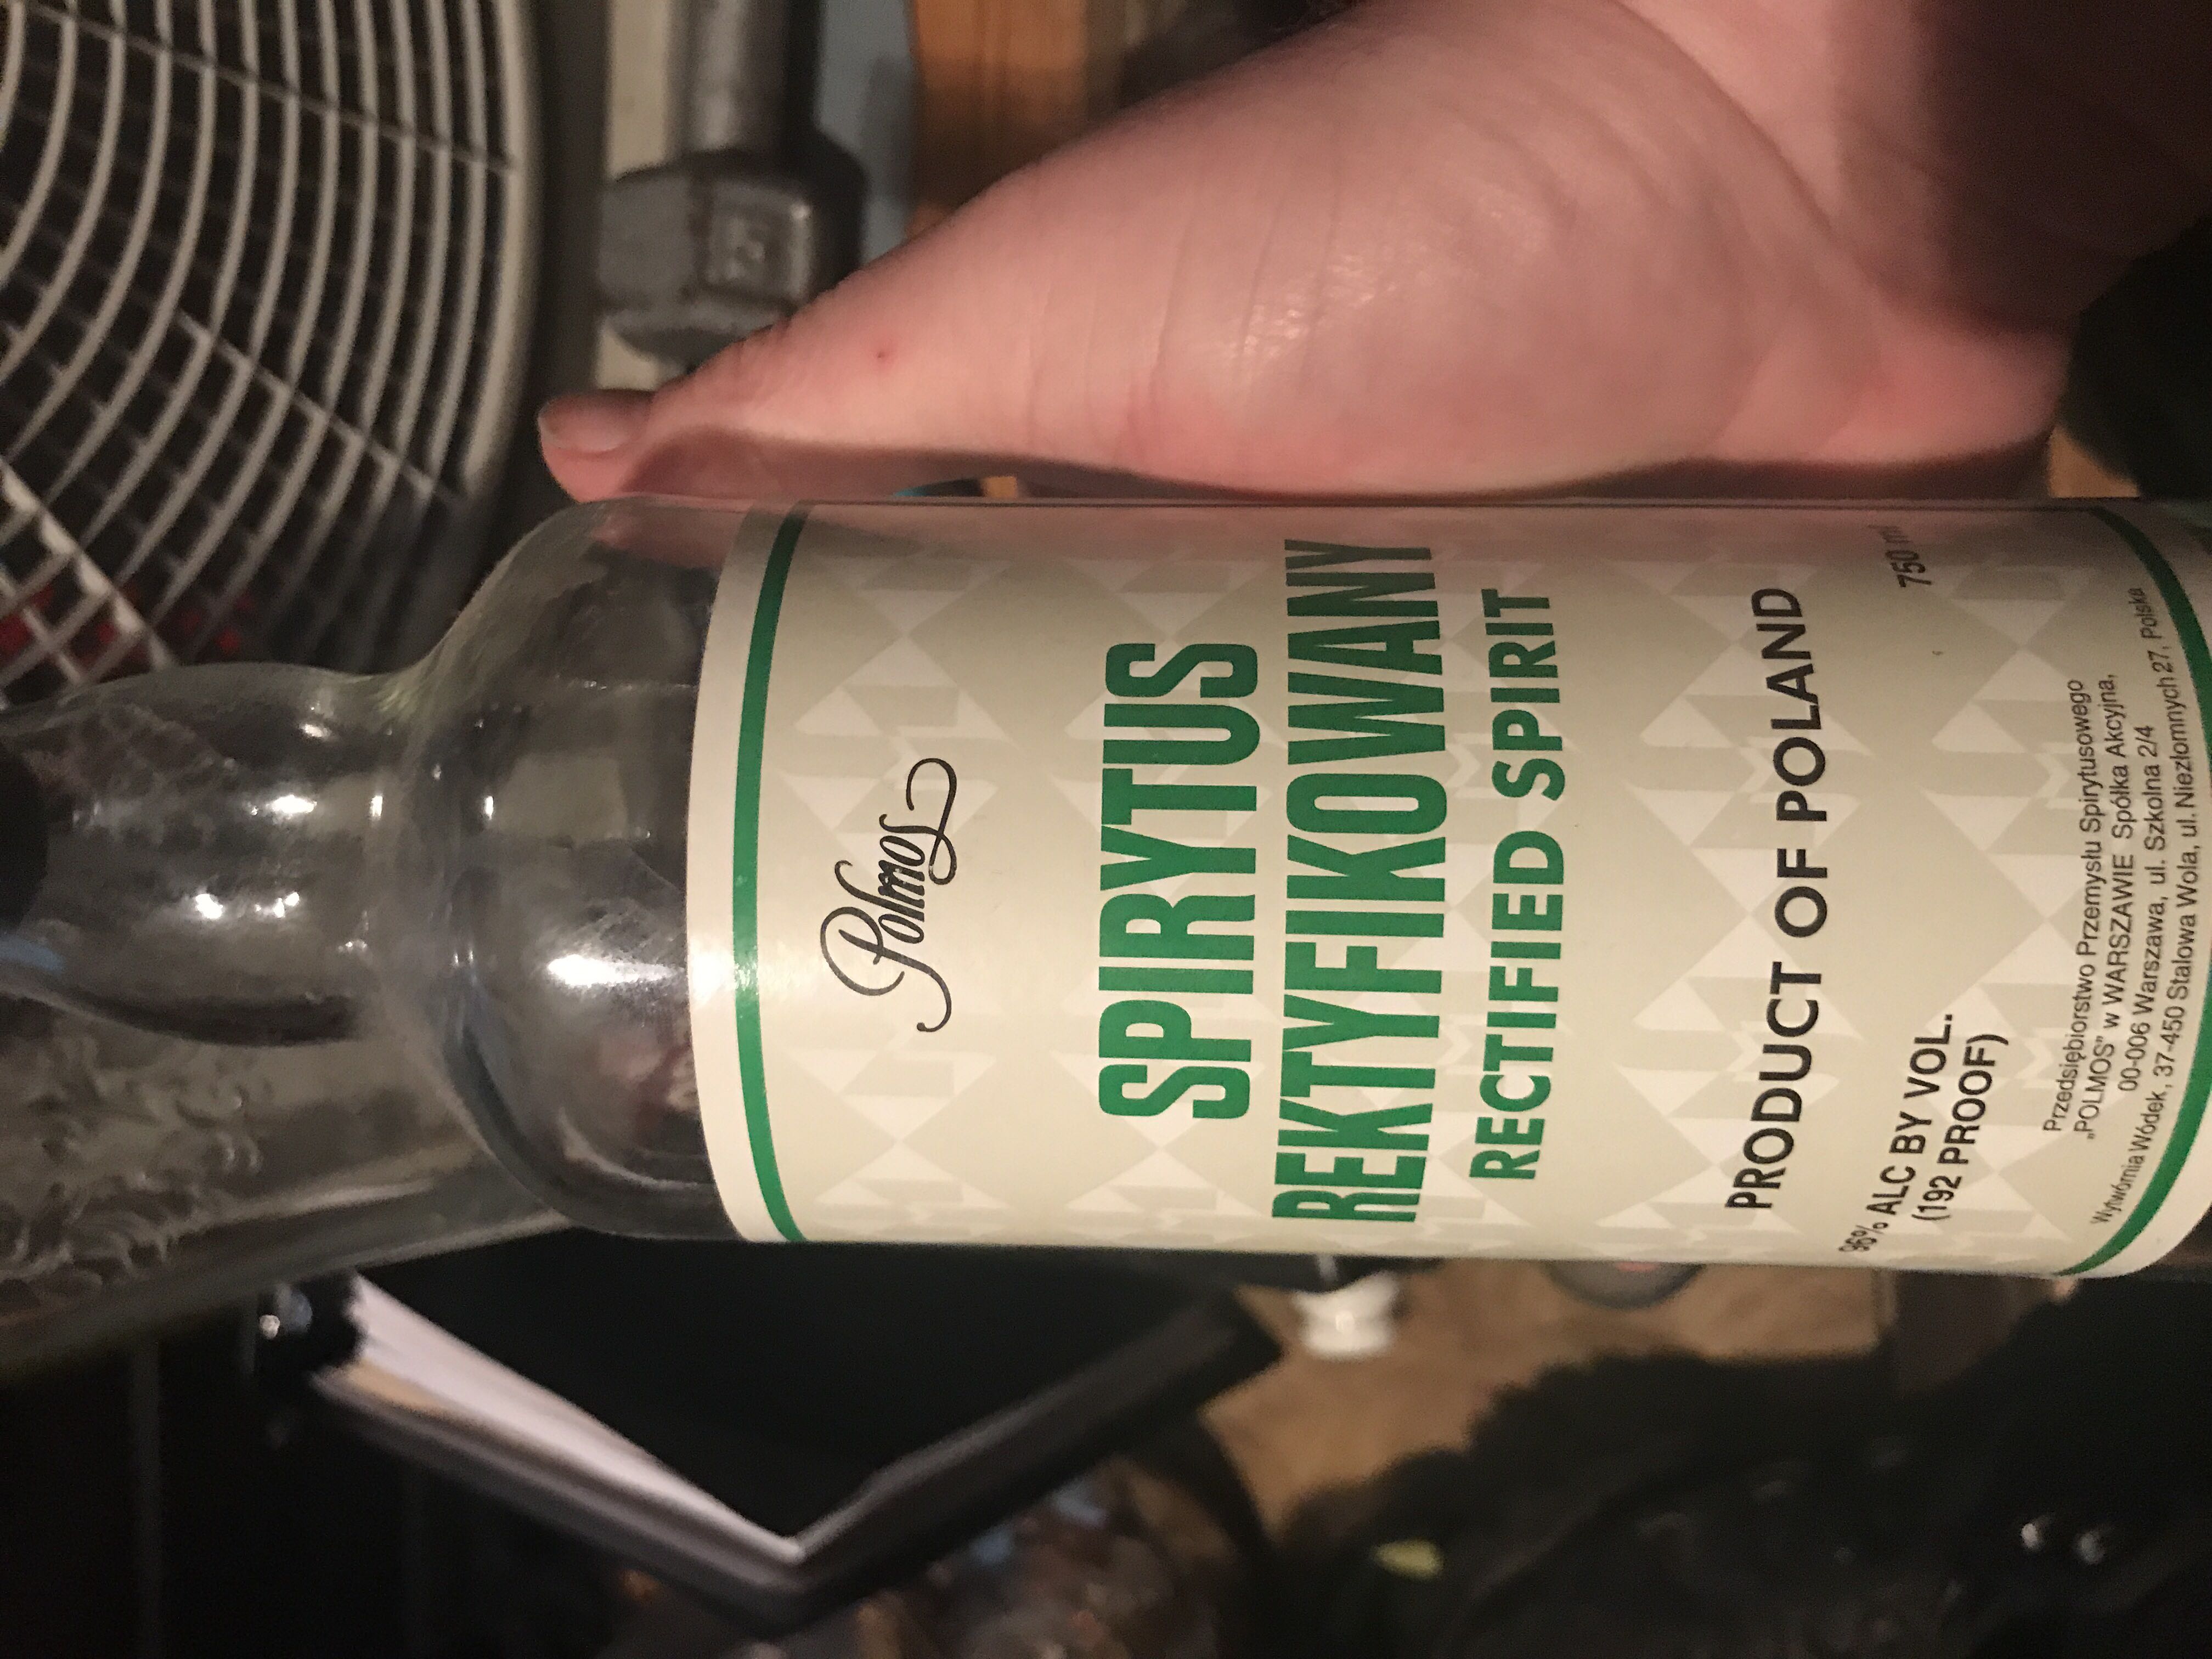 Polmos
SPIRYTUS
REKTYFIKOWANY
RECTIFIED SPIRIT
PRODUCT OF POLAND
96% ALC BY VOL. 750 ml
(192 PROOF)
Przedsiębiorstwo Przemysłu Spirytusowego
„POLMOS” w WARSZAWIE Spółka Akcyjna,
00-006 Warszawa, ul. Szkolna 2/4
Wytwórnia Wódek, 37-450 Stalowa Wola, ul. Niezłomnych 27, Polska